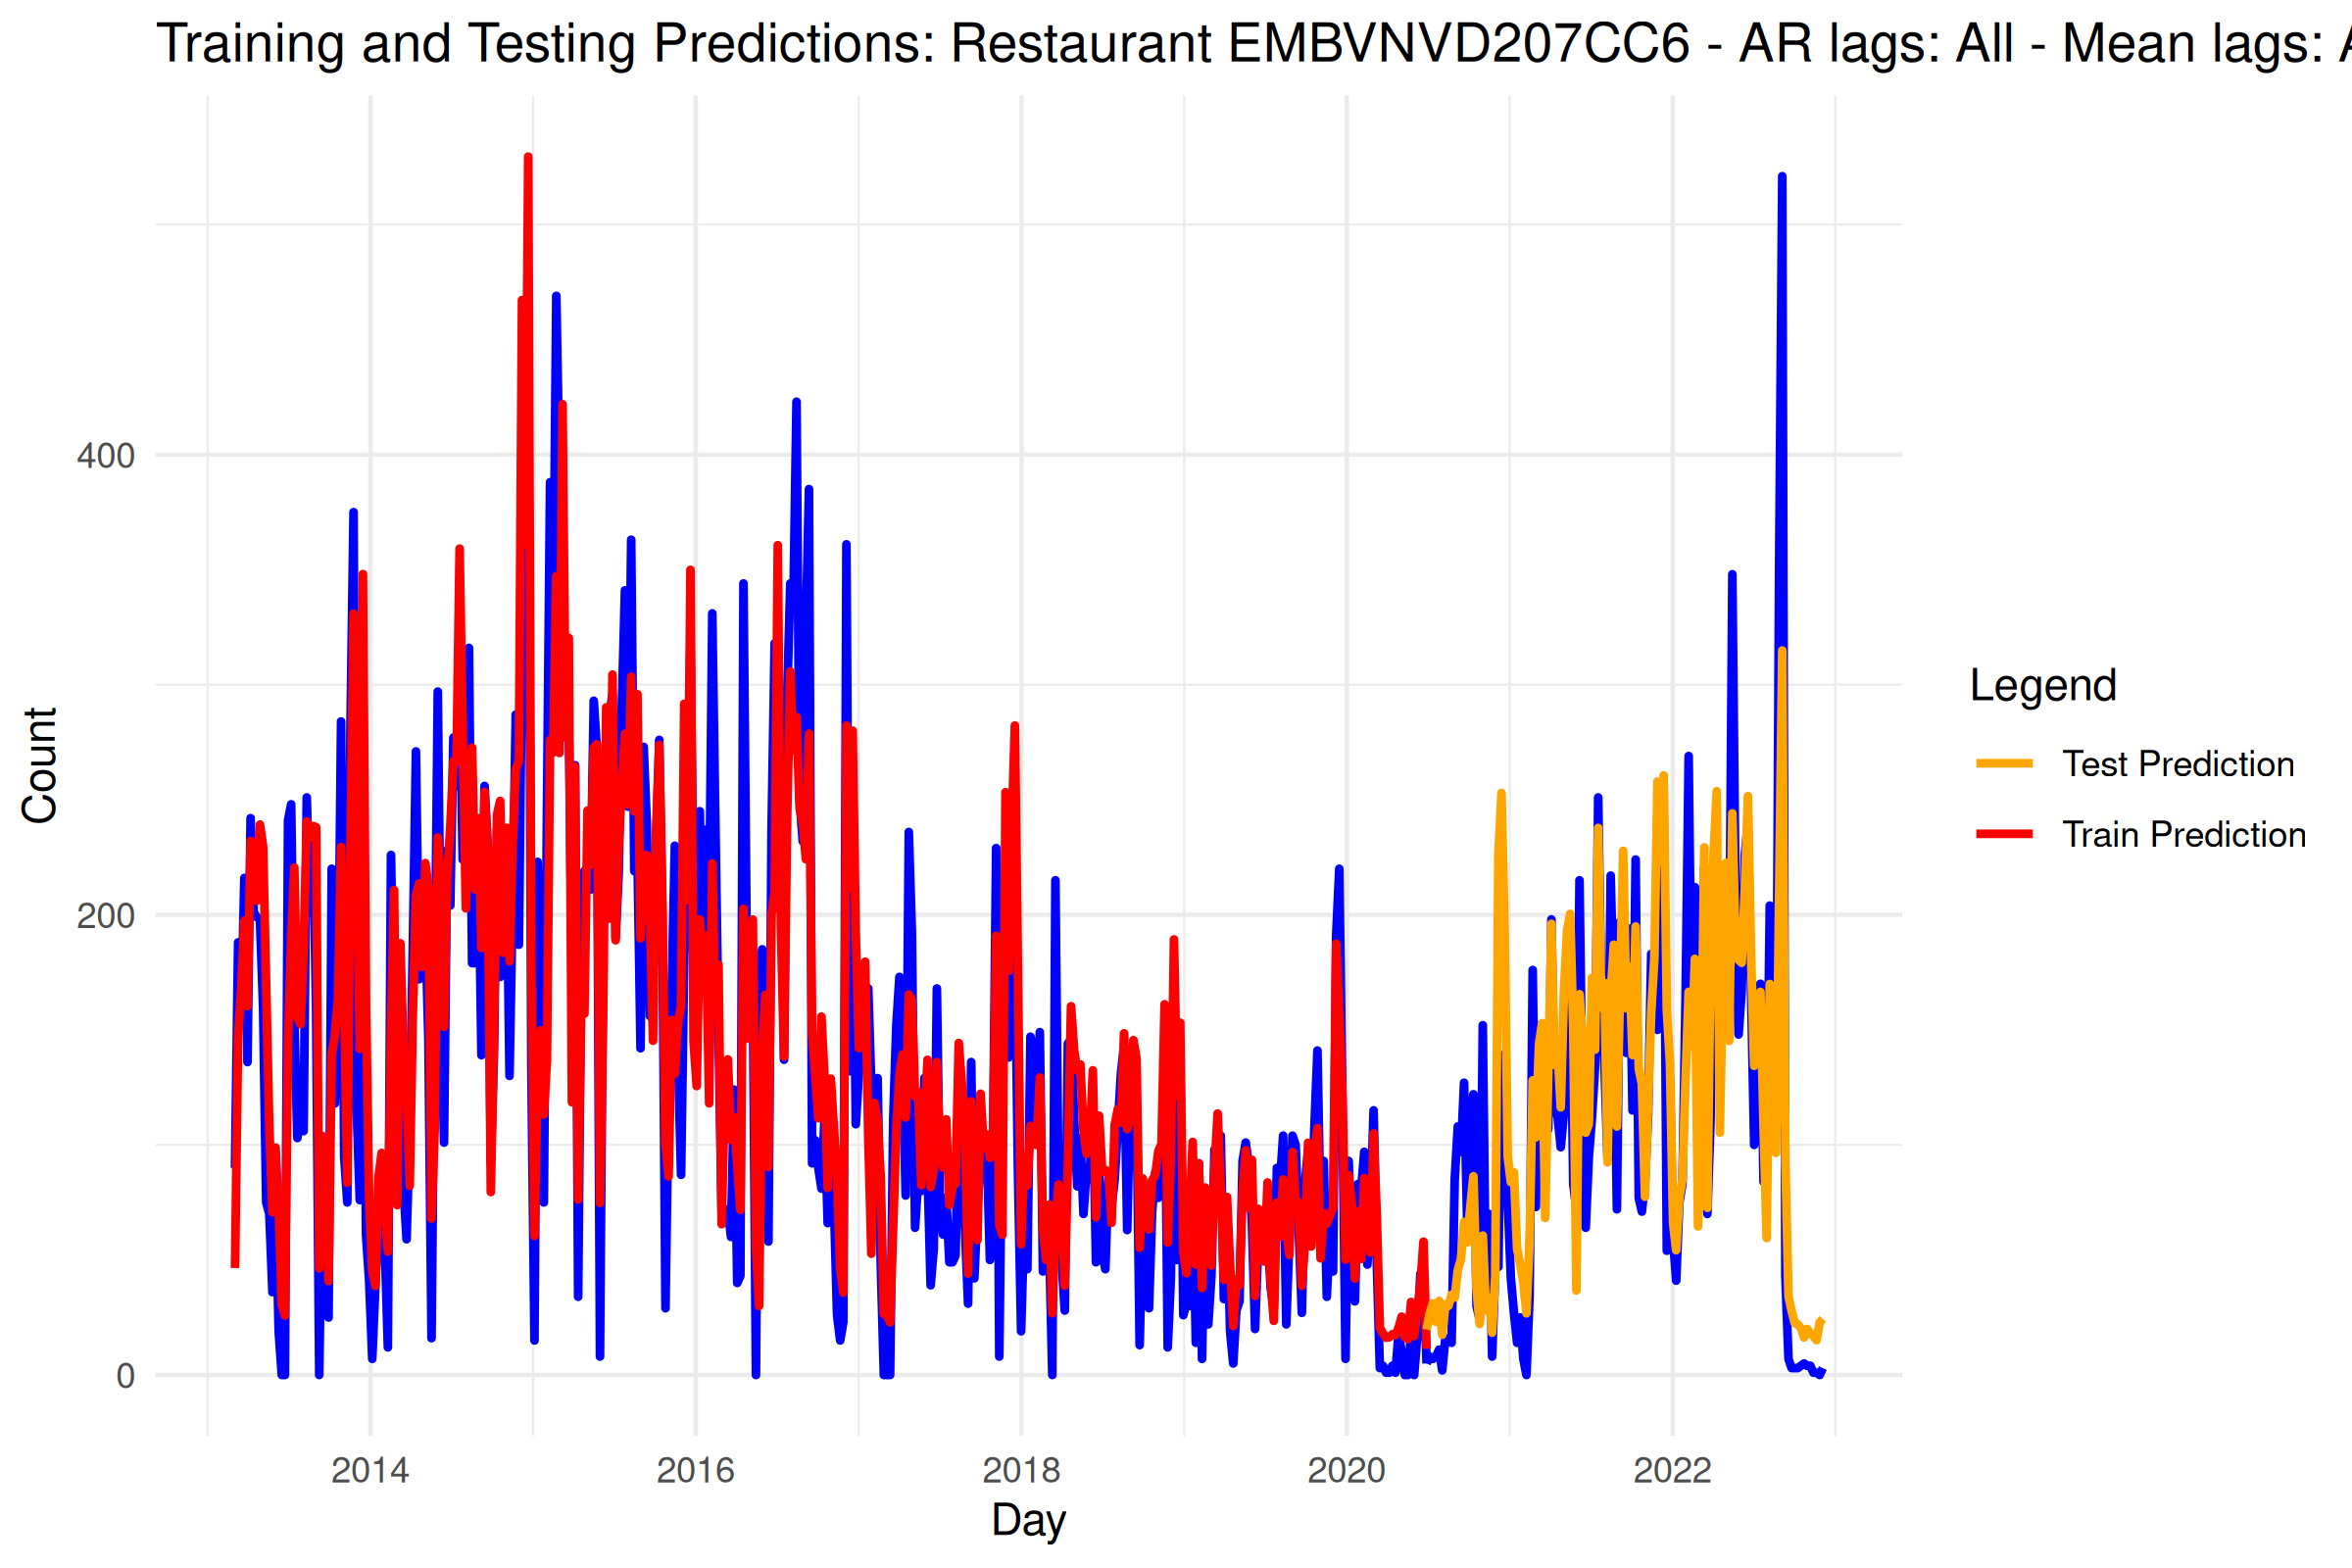 Training and Testing Predictions: Restaurant EMBVNVD207CC6 - AR lags: All - Mean lags:
Count
400
200
0
2014
2016
2018
2020
2022
Day
Legend
Test Prediction
Train Prediction